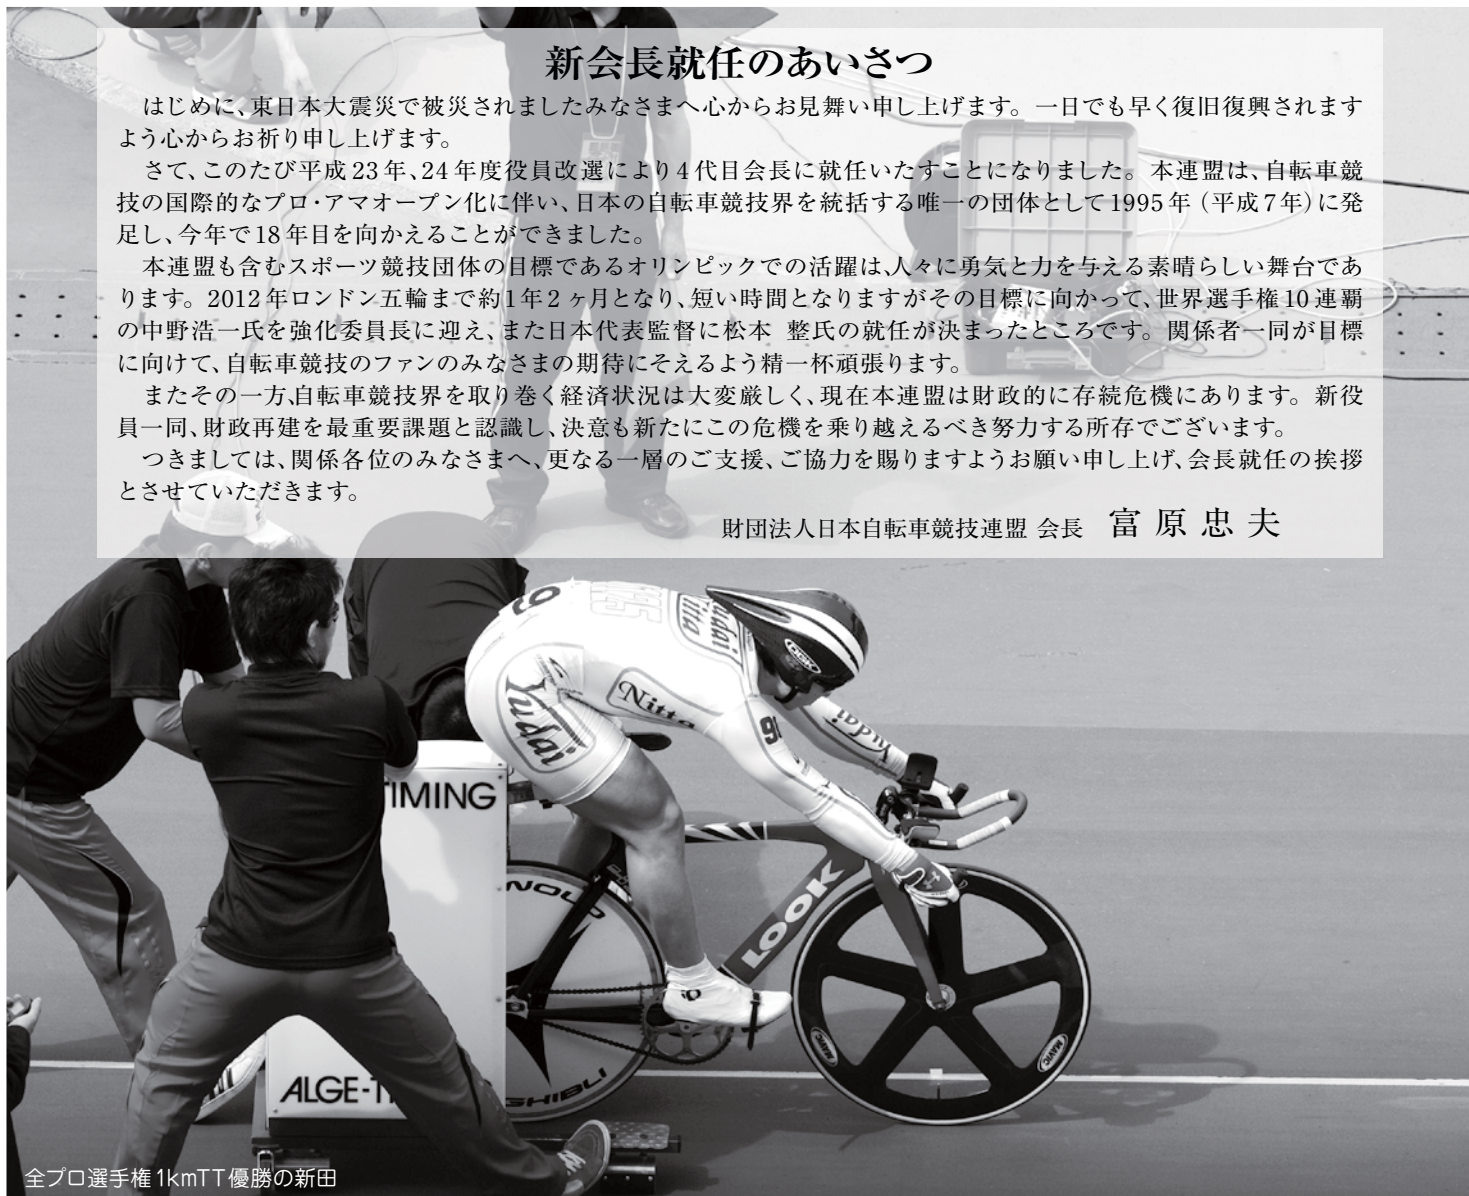 新会長就任のあいさつ
はじめに、東日本大震災で被災されましたみなさまへ心からお見舞い申し上げます。一日でも早く復旧復興されます
よう心からお祈り申し上げます。
さて、このたび平成23年、24年度役員改選により4代目会長に就任いたすことになりました。本連盟は、自転車競
技の国際的なプロ・アマオープン化に伴い、日本の自転車競技界を統括する唯一の団体として1995年（平成7年）に発
足し、今年で18年目を向かえることができました。
本連盟も含むスポーツ競技団体の目標であるオリンピックでの活躍は、人々に勇気と力を与える素晴らしい舞台であ
ります。2012年ロンドン五輪まで約1年2ヶ月となり、短い時間となりますがその目標に向かって、世界選手権10連覇
の中野浩一氏を強化委員長に迎え、また日本代表監督に松本 整氏の就任が決まったところです。関係者一同が目標
に向けて、自転車競技のファンのみなさまの期待にそえるよう精一杯頑張ります。
またその一方、自転車競技界を取り巻く経済状況は大変厳しく、現在本連盟は財政的に存続危機にあります。新役
員一同、財政再建を最重要課題と認識し、決意も新たにこの危機を乗り越えるべき努力する所存でございます。
つきましては、関係各位のみなさまへ、更なる一層のご支援、ご協力を賜りますようお願い申し上げ、会長就任の挨拶
とさせていただきます。
財団法人日本自転車競技連盟 会長 富原忠夫
9
Yudai
Nitta
OGK
Yudai
Nitta
Yudai
TIMING
LOOK
GHIBLI
MAVIC
MAVIC
ALGE-T
全プロ選手権1kmTT優勝の新田